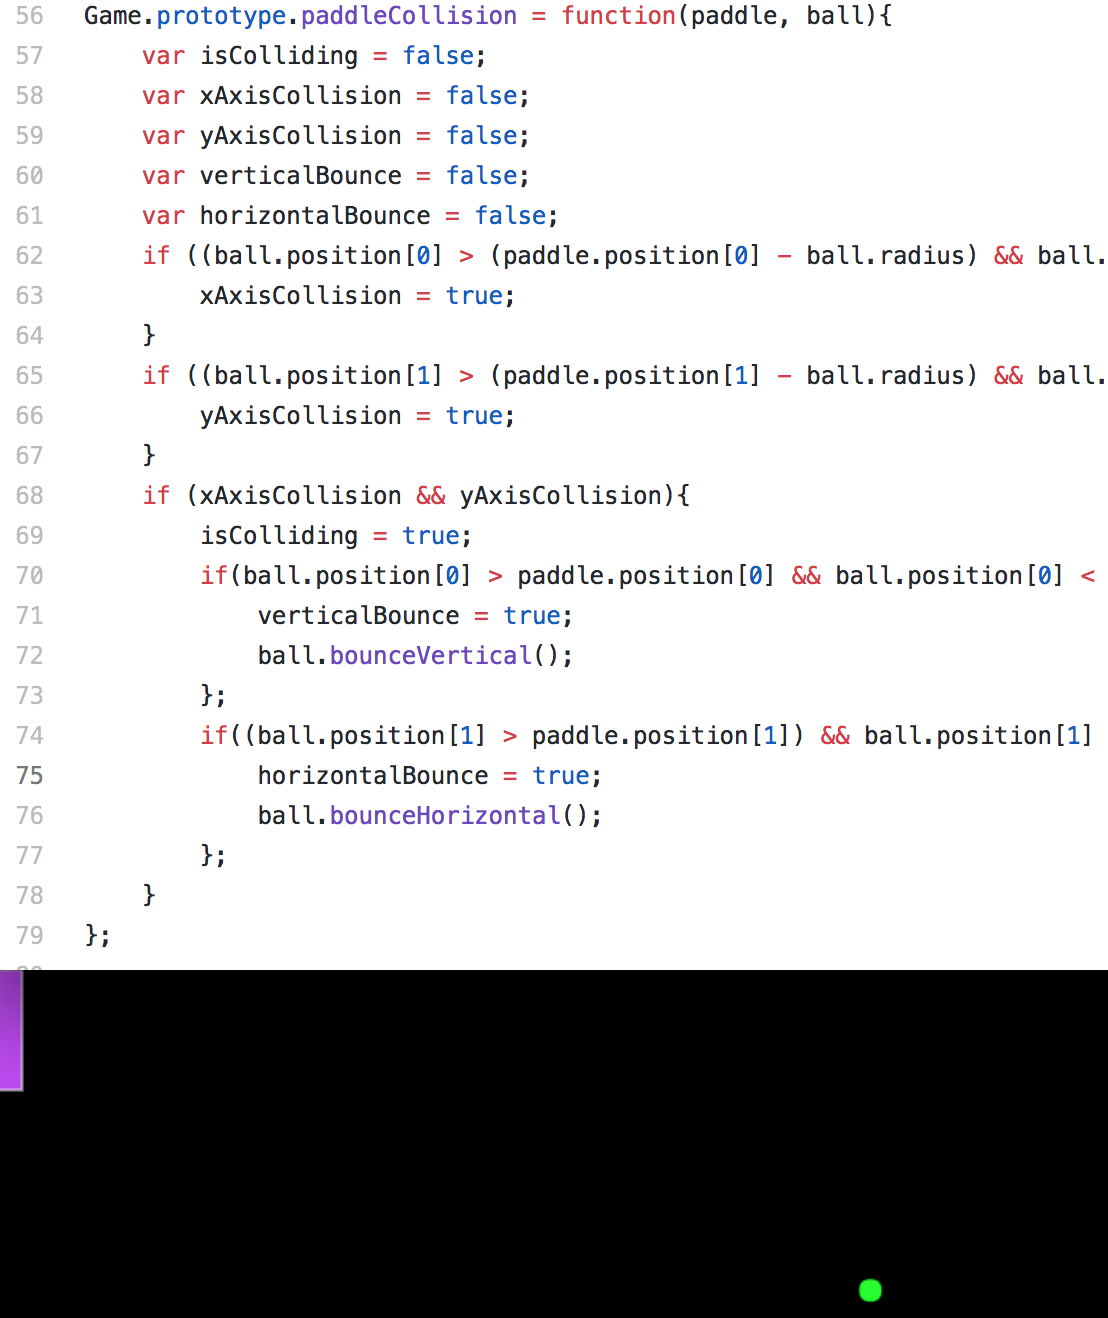 56 Game.prototype.paddleCollision = function(paddle, ball){
57 var isColliding = false;
58 var xAxisCollision = false;
59 var yAxisCollision = false;
60 var verticalBounce = false;
61 var horizontalBounce = false;
62 if ((ball.position[0] > (paddle.position[0] - ball.radius) && ball.
63 xAxisCollision = true;
64 }
65 if ((ball.position[1] > (paddle.position[1] - ball.radius) && ball.
66 yAxisCollision = true;
67 }
68 if (xAxisCollision && yAxisCollision){
69 isColliding = true;
70 if(ball.position[0] > paddle.position[0] && ball.position[0] <
71 verticalBounce = true;
72 ball.bounceVertical();
73 };
74 if((ball.position[1] > paddle.position[1]) && ball.position[1]
75 horizontalBounce = true;
76 ball.bounceHorizontal();
77 };
78 }
79 };